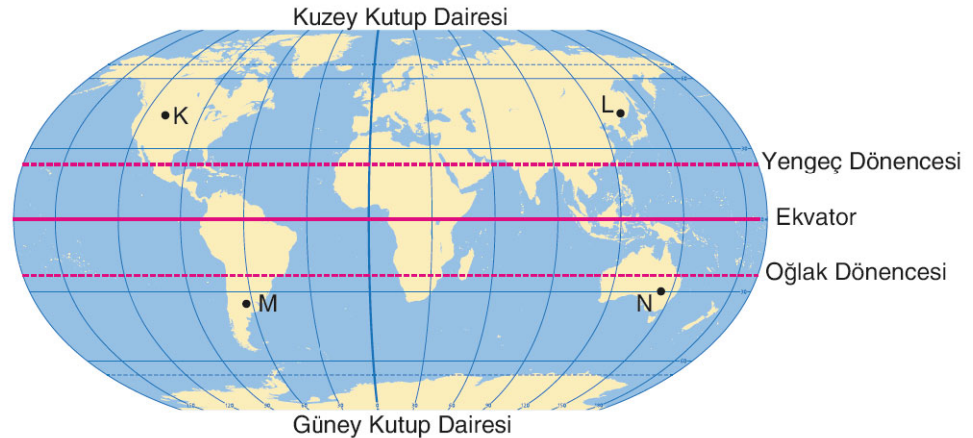 Kuzey Kutup Dairesi
K
L
Yengeç Dönencesi
Ekvator
Oğlak Dönencesi
M
N
Güney Kutup Dairesi